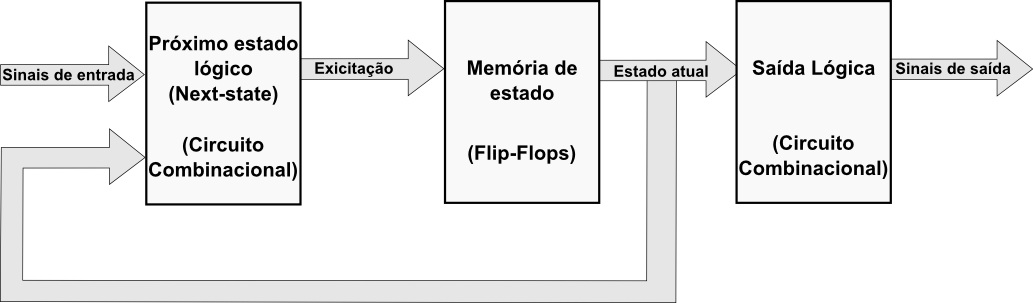 Sinais de entrada
Próximo estado
lógico
(Next-state)
(Circuito
Combinacional)
Exicitação
Memória de
estado
(Flip-Flops)
Estado atual
Saída Lógica
(Circuito
Combinacional)
Sinais de saída